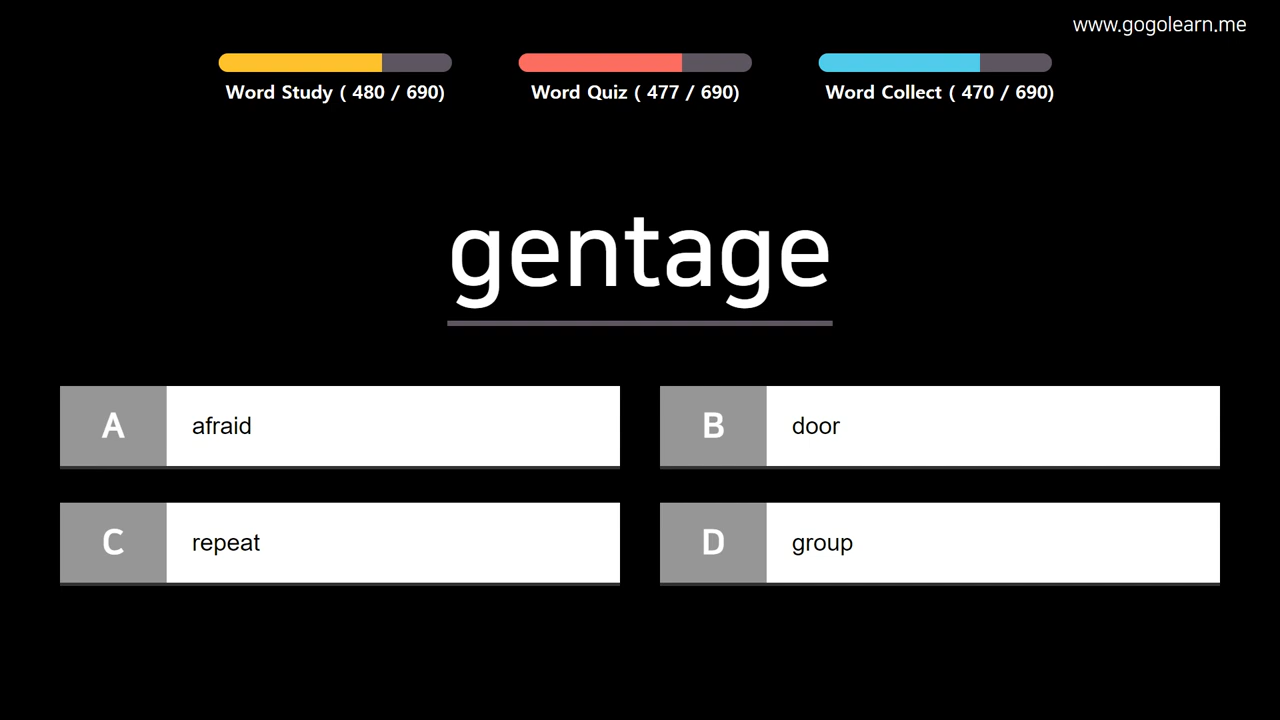 www.gogolearn.me
Word Study ( 480 / 690)
Word Quiz ( 477 / 690)
Word Collect ( 470 / 690)
gentage
A afraid
B door
C repeat
D group